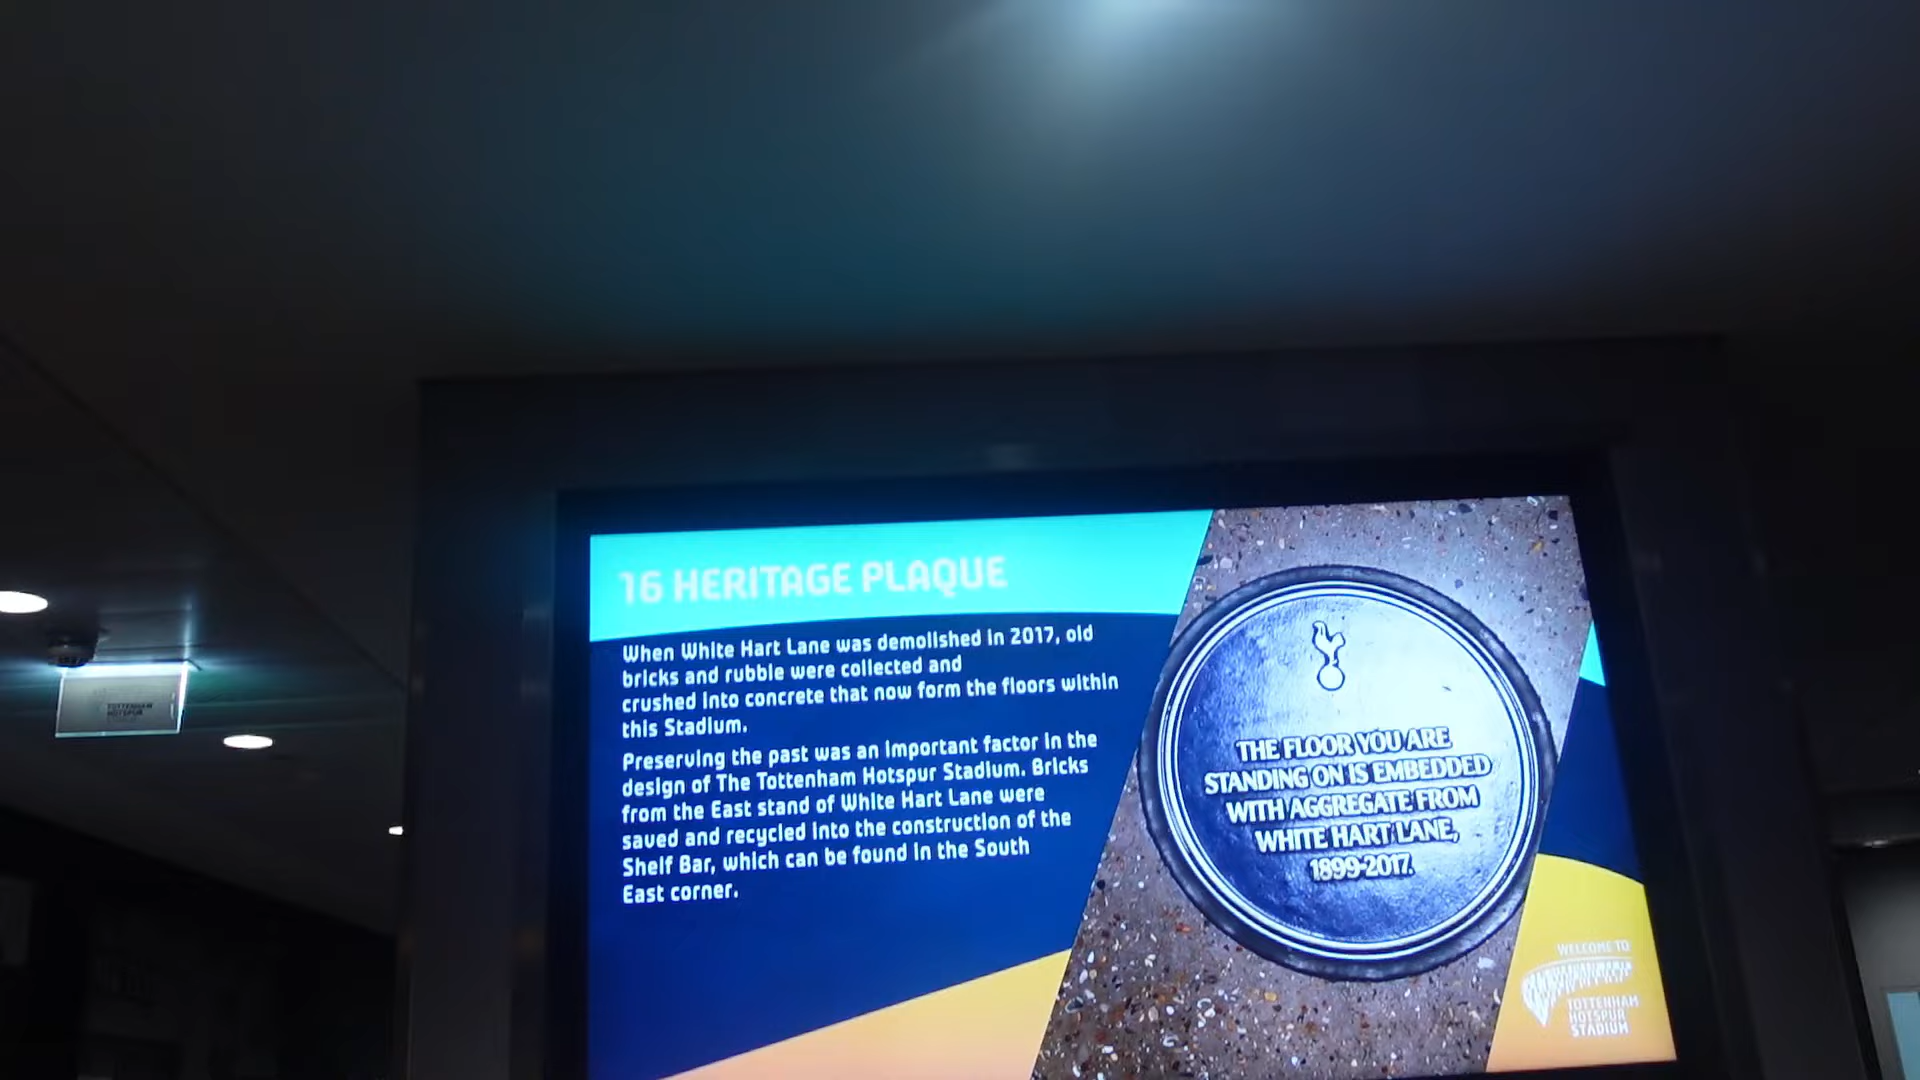 16 HERITAGE PLAQUE
When White Hart Lane was demolished in 2017, old
bricks and rubble were collected and
crushed into concrete that now form the floors within
this Stadium.
Preserving the past was an important factor in the
design of The Tottenham Hotspur Stadium. Bricks
from the East stand of White Hart Lane were
saved and recycled into the construction of the
Shelf Bar, which can be found in the South
East corner.
THE FLOOR YOU ARE
STANDING ON IS EMBEDDED
WITH AGGREGATE FROM
WHITE HART LANE,
1899-2017.
WELCOME TO
TOTTENHAM
HOTSPUR
STADIUM
TOTTENHAM
HOTSPUR